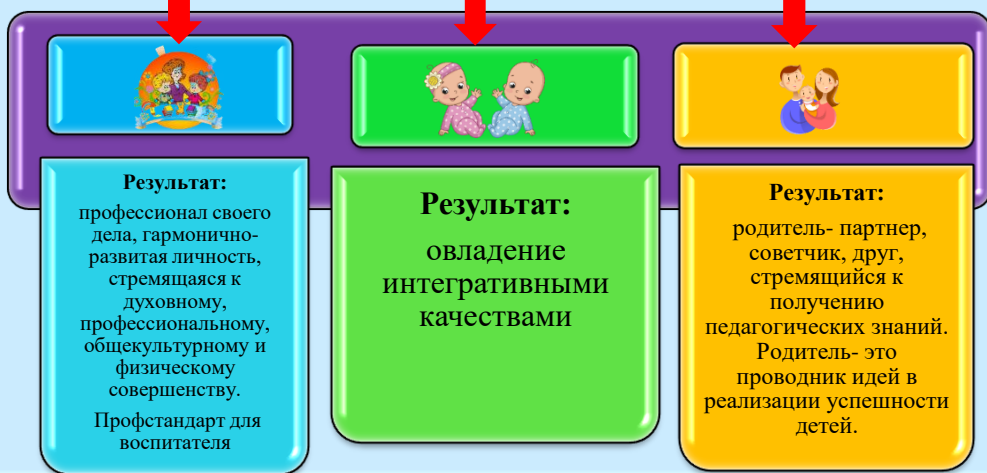 Результат:
профессионал своего
дела, гармонично-
развитая личность,
стремящаяся к
духовному,
профессиональному,
общекультурному и
физическому
совершенству.
Профстандарт для
воспитателя
Результат:
овладение
интегративными
качествами
Результат:
родитель- партнер,
советчик, друг,
стремящийся к
получению
педагогических знаний.
Родитель- это
проводник идей в
реализации успешности
детей.